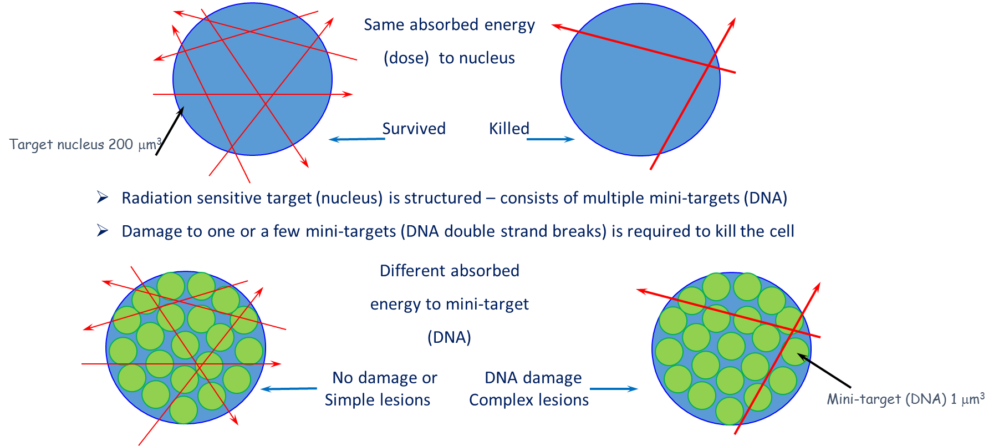 Same absorbed energy
(dose) to nucleus
Survived
Killed
Target nucleus 200 μm³
➢ Radiation sensitive target (nucleus) is structured – consists of multiple mini-targets (DNA)
➢ Damage to one or a few mini-targets (DNA double strand breaks) is required to kill the cell
Different absorbed
energy to mini-target
(DNA)
No damage or
Simple lesions
DNA damage
Complex lesions
Mini-target (DNA) 1 μm³